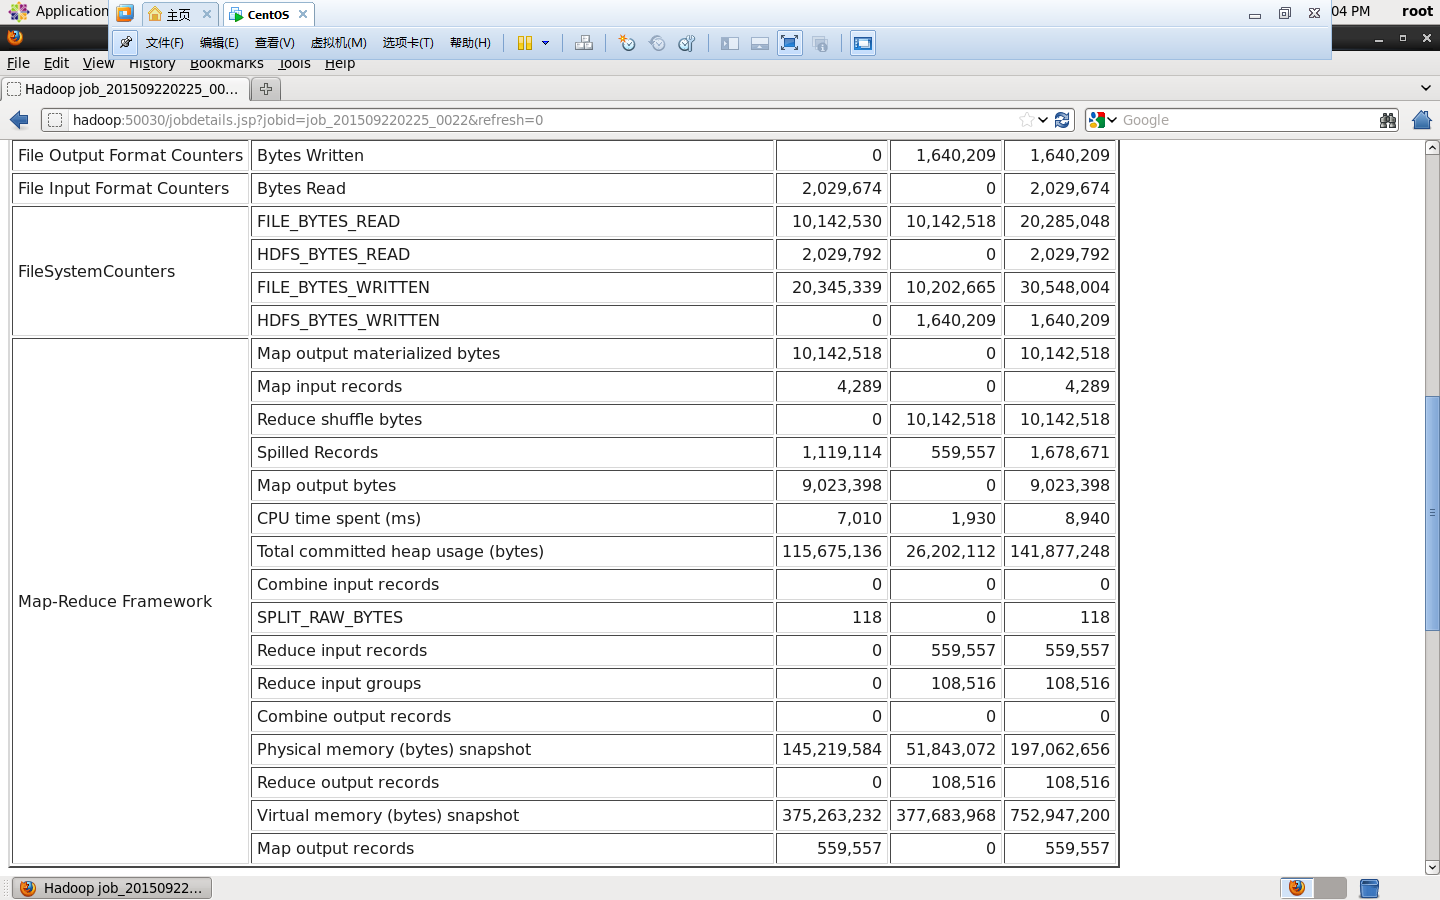 Application
主页
CentOS
04 PM
root
文件(F) 编辑(E) 查看(V) 虚拟机(M) 选项卡(T) 帮助(H)
File Edit View History Bookmarks Tools Help
Hadoop job_201509220225_00...
hadoop:50030/jobdetails.jsp?jobid=job_201509220225_0022&refresh=0
Google
File Output Format Counters Bytes Written 0 1,640,209 1,640,209
File Input Format Counters Bytes Read 2,029,674 0 2,029,674
FileSystemCounters
FILE_BYTES_READ 10,142,530 10,142,518 20,285,048
HDFS_BYTES_READ 2,029,792 0 2,029,792
FILE_BYTES_WRITTEN 20,345,339 10,202,665 30,548,004
HDFS_BYTES_WRITTEN 0 1,640,209 1,640,209
Map-Reduce Framework
Map output materialized bytes 10,142,518 0 10,142,518
Map input records 4,289 0 4,289
Reduce shuffle bytes 0 10,142,518 10,142,518
Spilled Records 1,119,114 559,557 1,678,671
Map output bytes 9,023,398 0 9,023,398
CPU time spent (ms) 7,010 1,930 8,940
Total committed heap usage (bytes) 115,675,136 26,202,112 141,877,248
Combine input records 0 0 0
SPLIT_RAW_BYTES 118 0 118
Reduce input records 0 559,557 559,557
Reduce input groups 0 108,516 108,516
Combine output records 0 0 0
Physical memory (bytes) snapshot 145,219,584 51,843,072 197,062,656
Reduce output records 0 108,516 108,516
Virtual memory (bytes) snapshot 375,263,232 377,683,968 752,947,200
Map output records 559,557 0 559,557
Hadoop job_20150922...